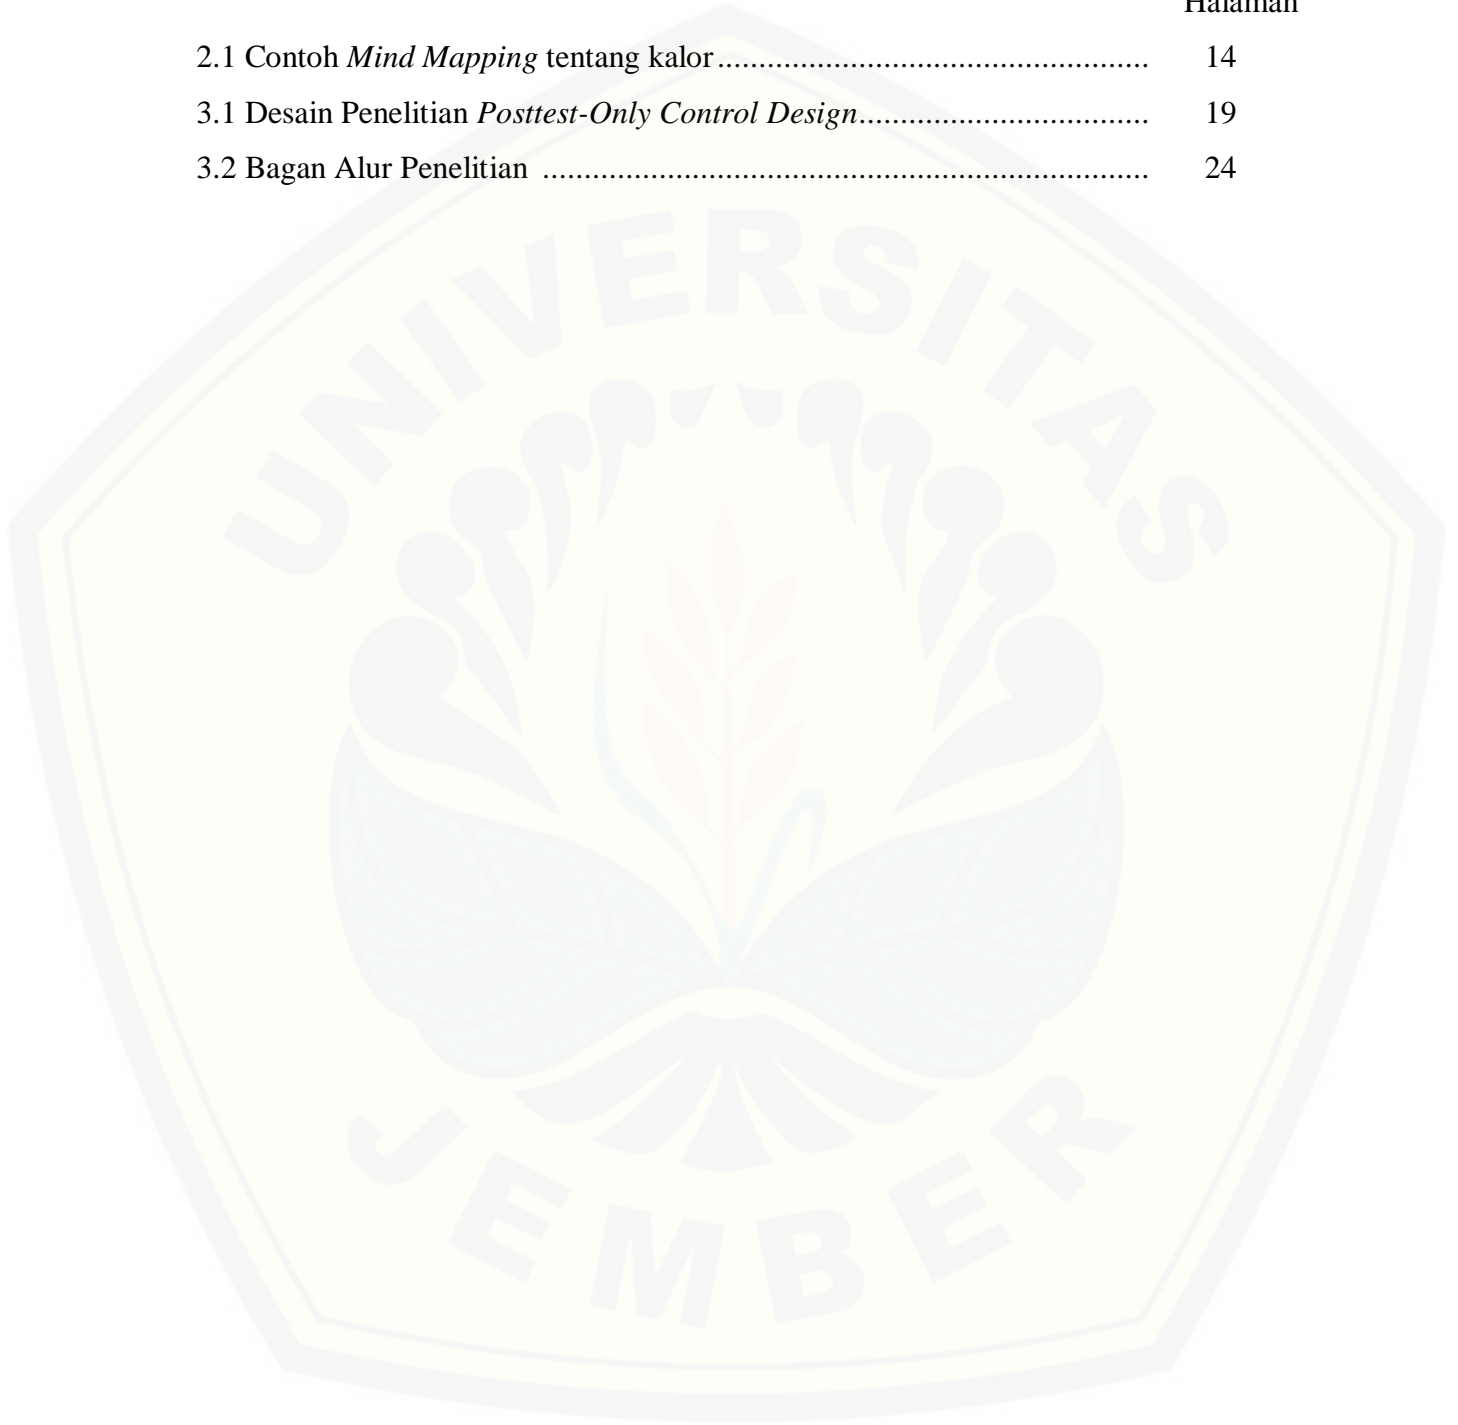 Halaman
2.1 Contoh Mind Mapping tentang kalor................................................... 14
3.1 Desain Penelitian Posttest-Only Control Design.................................. 19
3.2 Bagan Alur Penelitian ........................................................................ 24
UNIVERSITAS
JEMBER